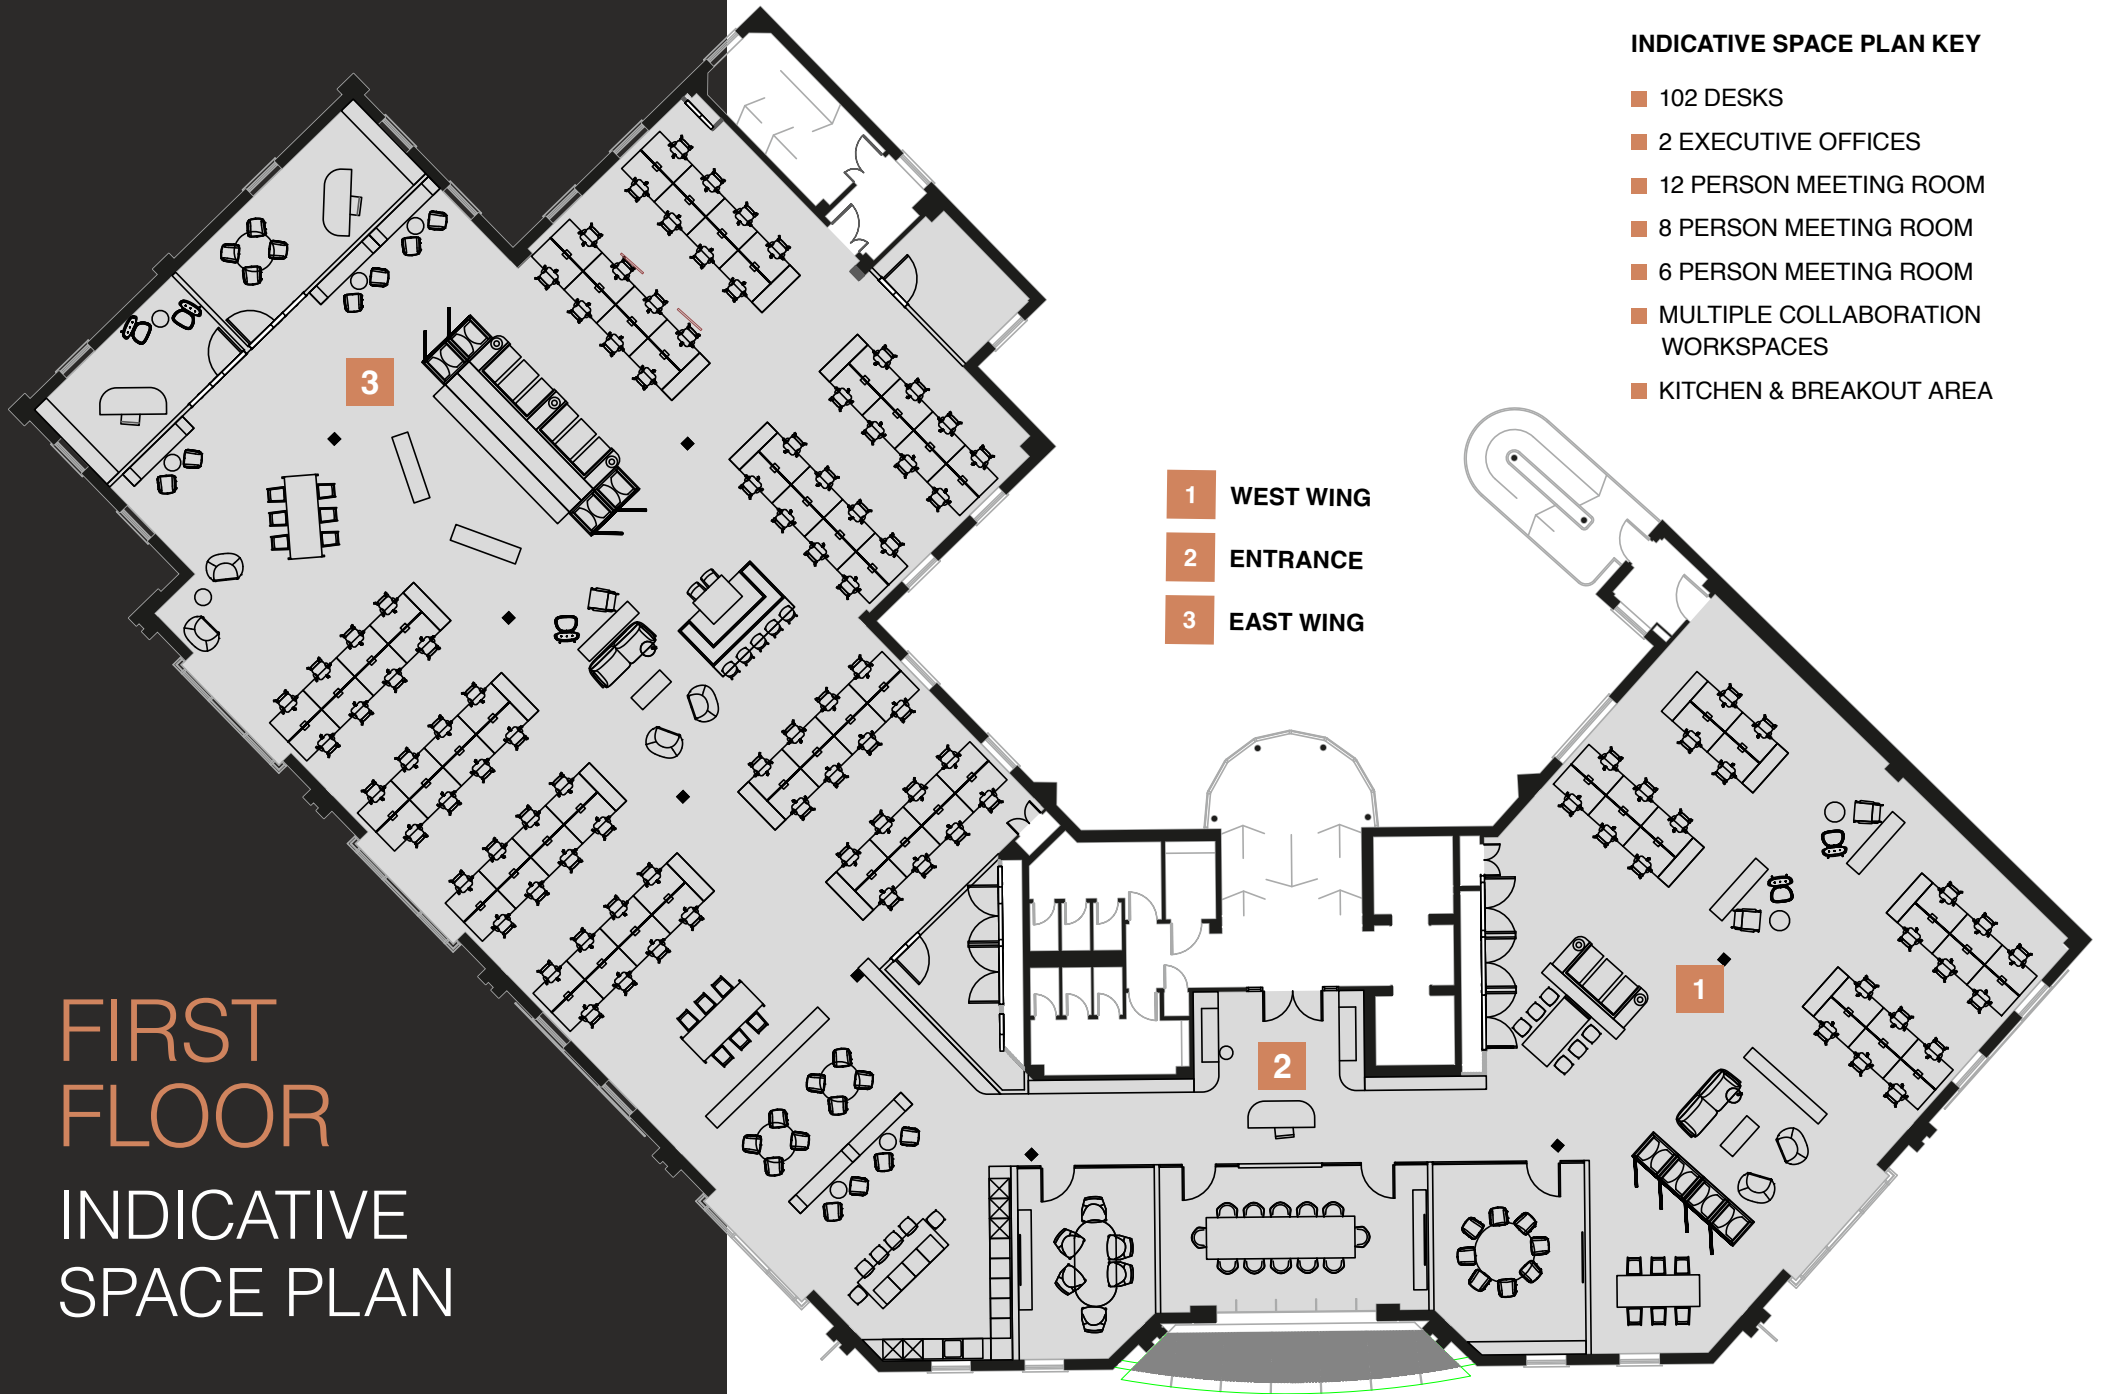 INDICATIVE SPACE PLAN KEY
102 DESKS
2 EXECUTIVE OFFICES
12 PERSON MEETING ROOM
8 PERSON MEETING ROOM
6 PERSON MEETING ROOM
MULTIPLE COLLABORATION
WORKSPACES
KITCHEN & BREAKOUT AREA
1 WEST WING
2 ENTRANCE
3 EAST WING
3
1
2
FIRST
FLOOR
INDICATIVE
SPACE PLAN